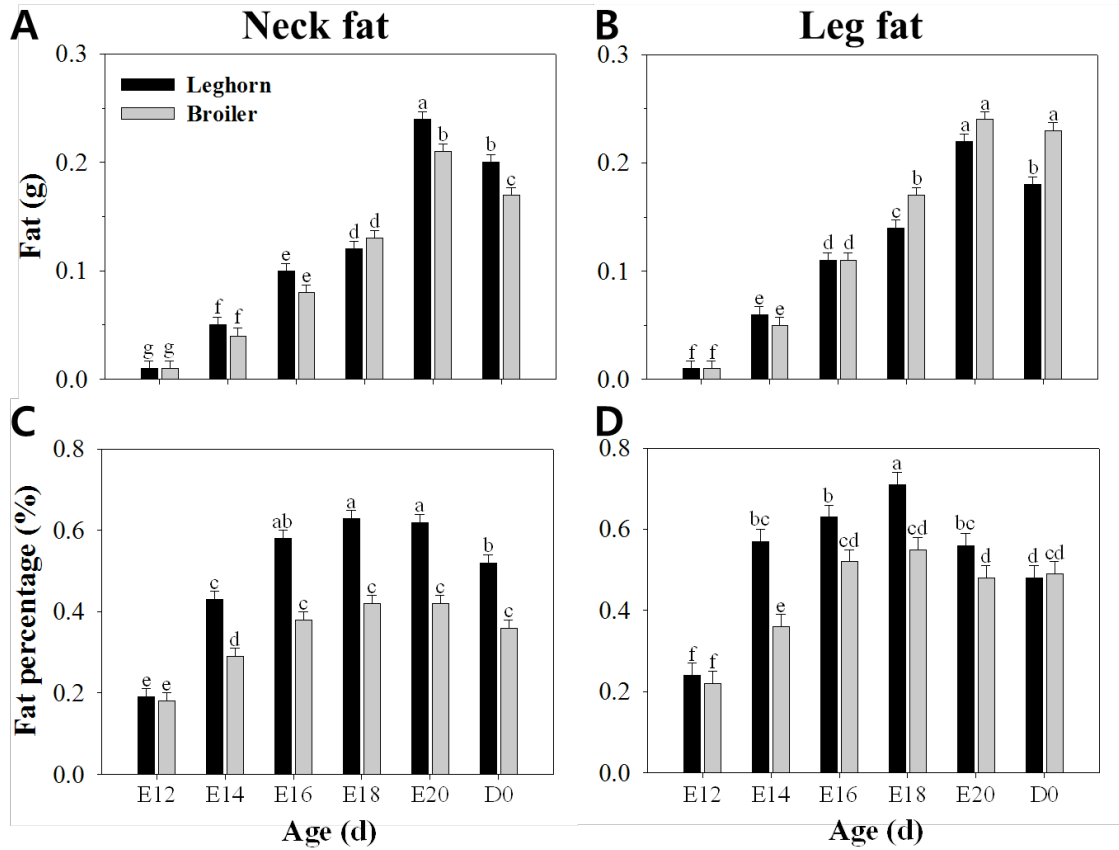 A Neck fat
B Leg fat
Fat (g)
0.3
0.2
0.1
0.0
Leghorn
Broiler
g g f f e e d d a b b c
0.3
0.2
0.1
0.0
f f e e d d c b a a b a
C
Fat percentage (%)
0.8
0.6
0.4
0.2
0.0
e e c d ab c a c a c b c
E12 E14 E16 E18 E20 D0
Age (d)
D
0.8
0.6
0.4
0.2
0.0
f f bc e b cd a cd bc d d cd
E12 E14 E16 E18 E20 D0
Age (d)